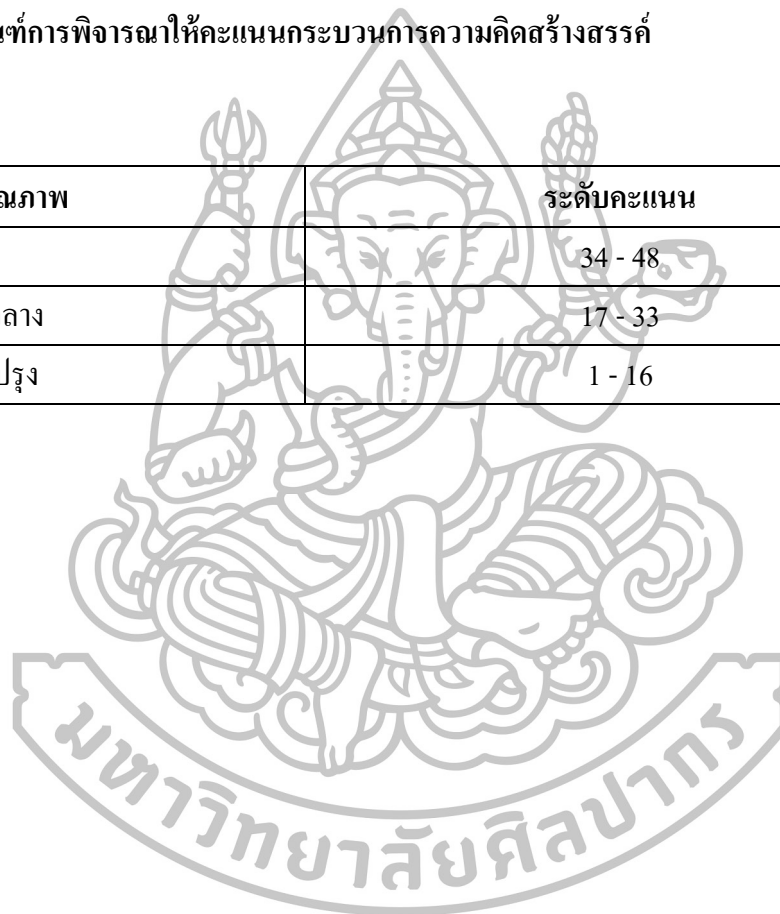 ฑ์การพิจารณาให้คะแนนกระบวนการความคิดสร้างสรรค์
ณภาพ ระดับคะแนน
34 - 48
ลาง 17 - 33
ปรุง 1 - 16
มหาวิทยาลัยศิลปากร